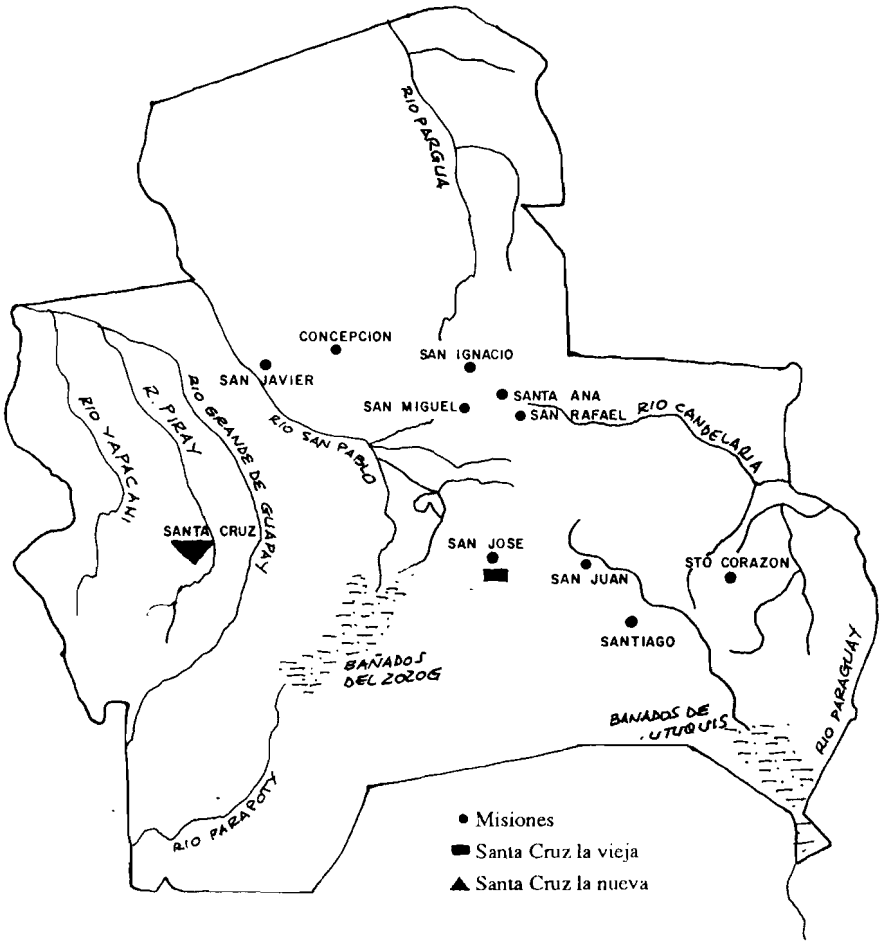 RIO PARGUA
CONCEPCION
SAN IGNACIO
SAN JAVIER
SANTA ANA
SAN MIGUEL
SAN RAFAEL
RIO CANDELARIA
RIO YAPACANI
R. PIRAY
RIO GRANDE DE GUAPAY
RIO SAN PABLO
SANTA CRUZ
SAN JOSE
SAN JUAN
STO CORAZON
SANTIAGO
BAÑADOS
DEL ZOZOG
BAÑADOS DE
UTUQUIS
RIO PARAGUAY
RIO PARAPOTY
Misiones
Santa Cruz la vieja
Santa Cruz la nueva